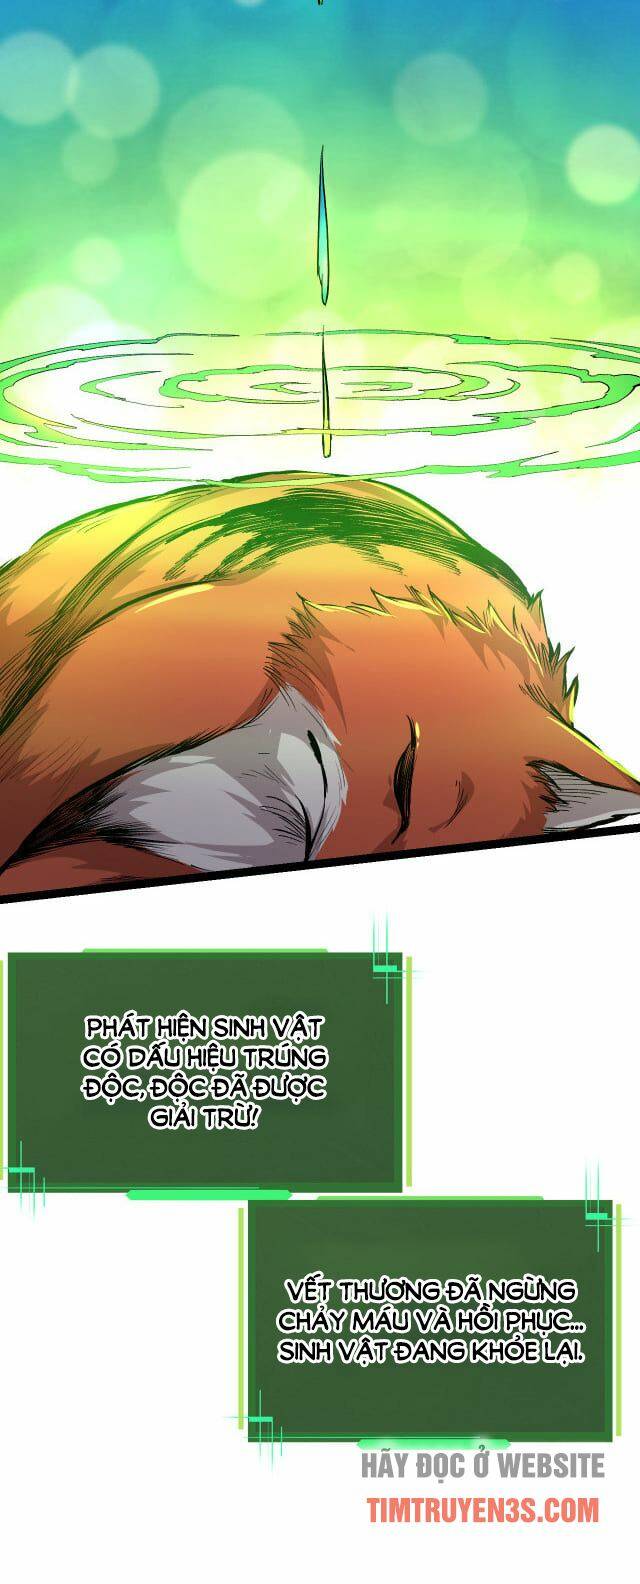 PHÁT HIỆN SINH VẬT
CÓ DẤU HIỆU TRÚNG
ĐỘC, ĐỘC ĐÃ ĐƯỢC
GIẢI TRỪ!
VẾT THƯƠNG ĐÃ NGỪNG
CHẢY MÁU VÀ HỒI PHỤC...
SINH VẬT ĐANG KHỎE LẠI.
HÃY ĐỌC Ở WEBSITE
TIMTRUYEN3S.COM